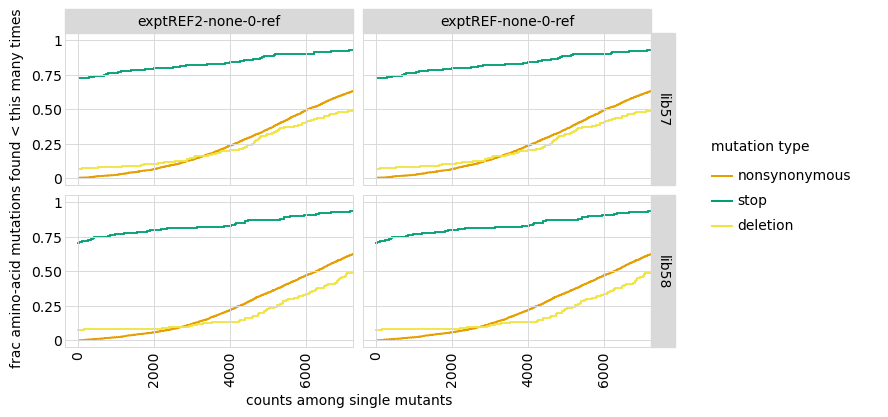 exptREF2-none-0-ref
exptREF-none-0-ref
frac amino-acid mutations found < this many times
1
0.75
0.50
0.25
0
lib57
1
0.75
0.50
0.25
0
lib58
0
2000
4000
6000
0
2000
4000
6000
counts among single mutants
mutation type
nonsynonymous
stop
deletion